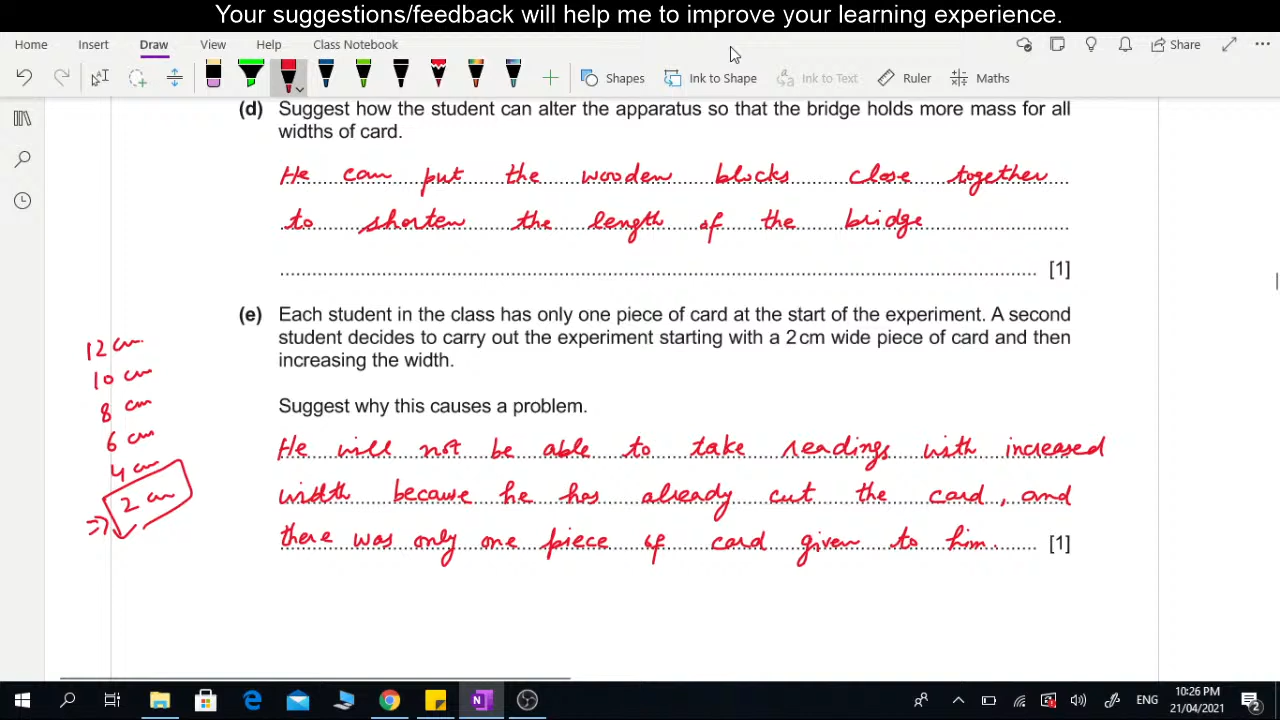 Your suggestions/feedback will help me to improve your learning experience.
Home Insert Draw View Help Class Notebook Share
Shapes Ink to Shape Ink to Text Ruler Maths
(d) Suggest how the student can alter the apparatus so that the bridge holds more mass for all
widths of card.
He can put the wooden blocks close together
to shorten the length of the bridge
[1]
(e) Each student in the class has only one piece of card at the start of the experiment. A second
student decides to carry out the experiment starting with a 2 cm wide piece of card and then
increasing the width.
12 cm
10 cm
8 cm
6 cm
4 cm
2 cm
Suggest why this causes a problem.
He will not be able to take readings with increased
width because he has already cut the card, and
there was only one piece of card given to him. [1]
ENG
10:26 PM
21/04/2021
2